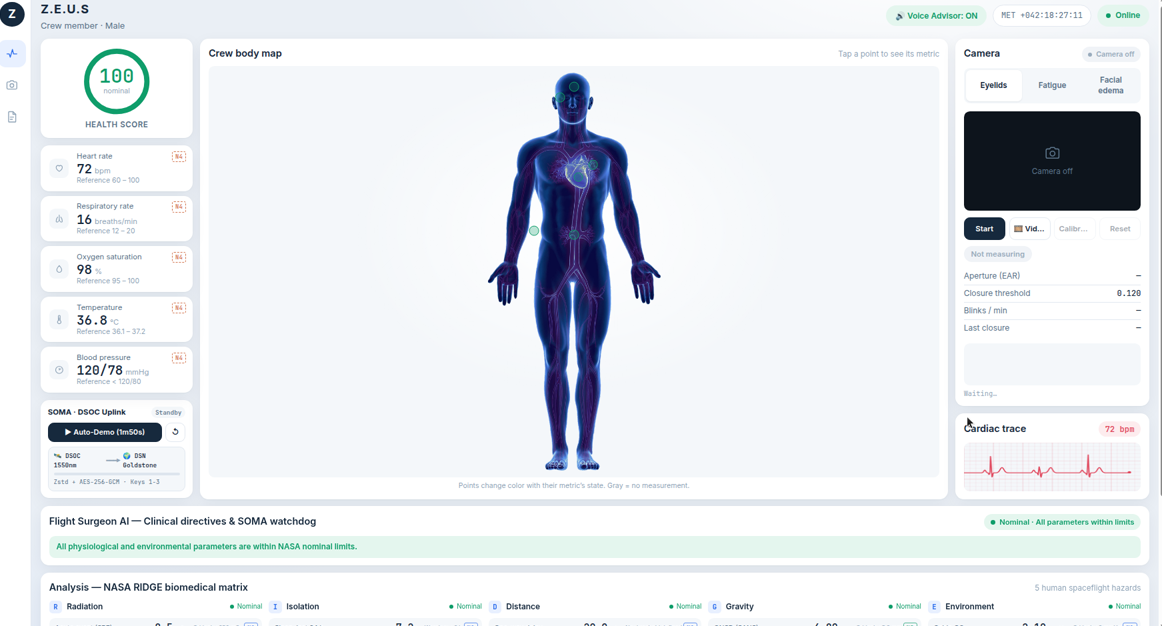 Z
Z.E.U.S
Crew member · Male
🔊 Voice Advisor: ON
MET +042:18:27:11
Online
100
nominal
HEALTH SCORE
Heart rate
N4
72 bpm
Reference 60 – 100
Respiratory rate
N4
16 breaths/min
Reference 12 – 20
Oxygen saturation
N4
98 %
Reference 95 – 100
Temperature
N4
36.8 °C
Reference 36.1 – 37.2
Blood pressure
N4
120/78 mmHg
Reference < 120/80
SOMA · DSOC Uplink
Standby
▶ Auto-Demo (1m50s)
DSOC
1550nm
DSN
Goldstone
Zstd + AES-256-GCM · Keys 1-3
Crew body map
Tap a point to see its metric
Points change color with their metric's state. Gray = no measurement.
Camera
Camera off
Eyelids
Fatigue
Facial
edema
Camera off
Start
Vid...
Calibr...
Reset
Not measuring
Aperture (EAR) –
Closure threshold 0.120
Blinks / min –
Last closure –
Waiting…
Cardiac trace
72 bpm
Flight Surgeon AI — Clinical directives & SOMA watchdog
Nominal · All parameters within limits
All physiological and environmental parameters are within NASA nominal limits.
Analysis — NASA RIDGE biomedical matrix
5 human spaceflight hazards
R Radiation Nominal
I Isolation Nominal
D Distance Nominal
G Gravity Nominal
E Environment Nominal